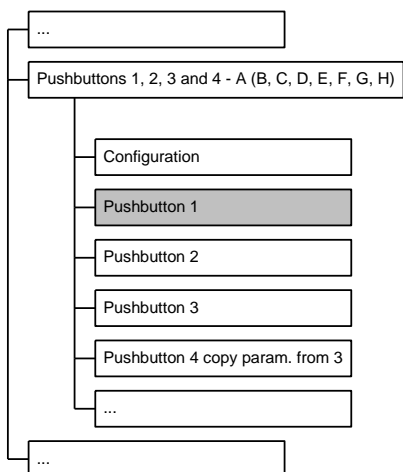 ...
Pushbuttons 1, 2, 3 and 4 - A (B, C, D, E, F, G, H)
Configuration
Pushbutton 1
Pushbutton 2
Pushbutton 3
Pushbutton 4 copy param. from 3
...
...